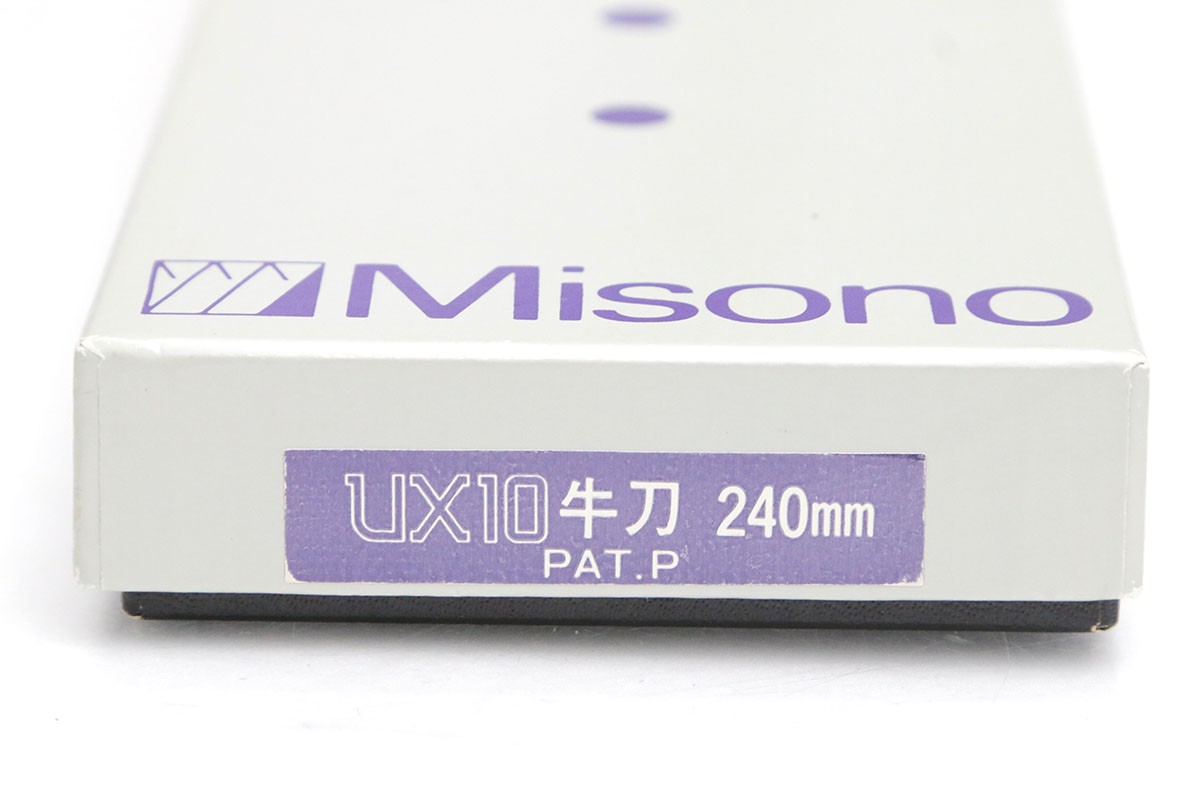 Misono
UX10牛刀 240mm
PAT.P